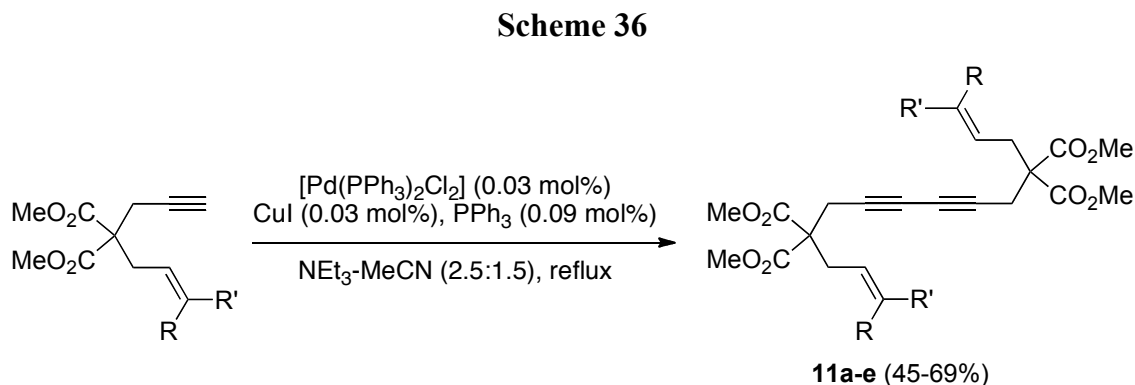 Scheme 36
R
R'
CO₂Me
MeO₂C
CO₂Me
MeO₂C
R'
R
[Pd(PPh₃)₂Cl₂] (0.03 mol%)
CuI (0.03 mol%), PPh₃ (0.09 mol%)
NEt₃-MeCN (2.5:1.5), reflux
MeO₂C
MeO₂C
R'
R
11a-e (45-69%)